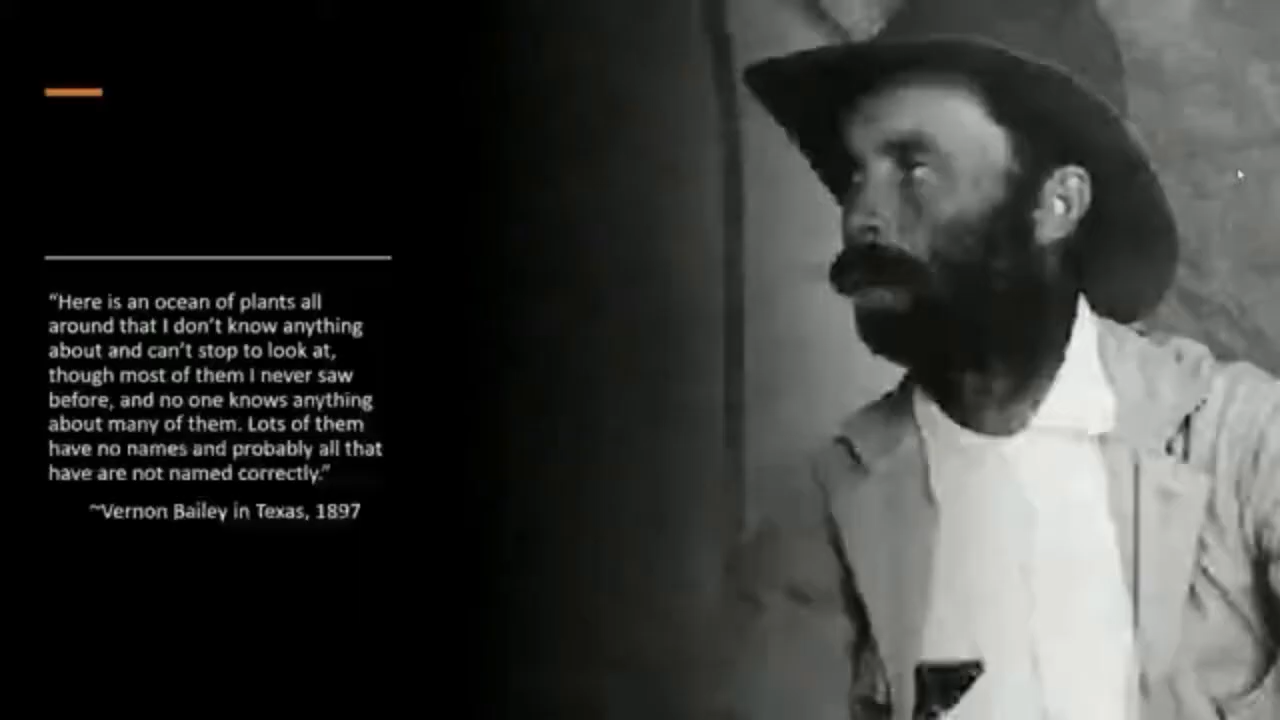 “Here is an ocean of plants all
around that I don’t know anything
about and can’t stop to look at,
though most of them I never saw
before, and no one knows anything
about many of them. Lots of them
have no names and probably all that
have are not named correctly.”
~Vernon Bailey in Texas, 1897